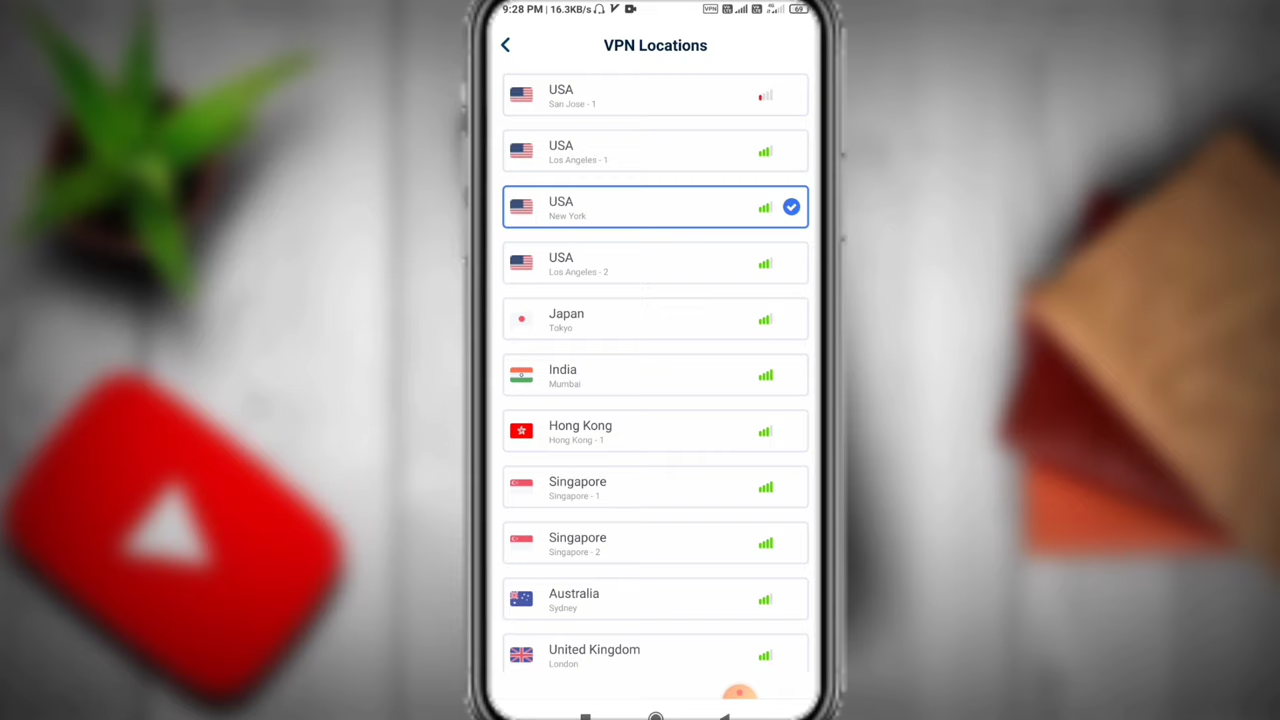 9:28 PM | 16.3KB/s
VPN
69
VPN Locations
USA
San Jose - 1
USA
Los Angeles - 1
USA
New York
USA
Los Angeles - 2
Japan
Tokyo
India
Mumbai
Hong Kong
Hong Kong - 1
Singapore
Singapore - 1
Singapore
Singapore - 2
Australia
Sydney
United Kingdom
London